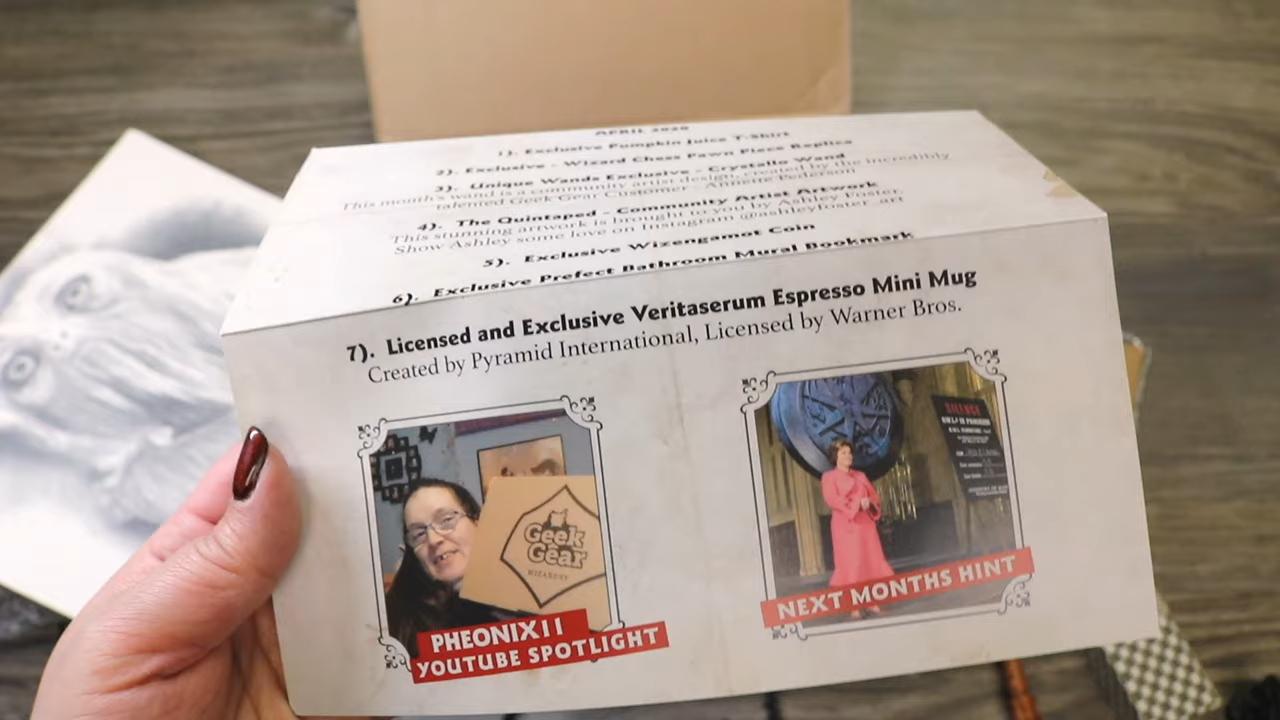 APRIL 2020
1). Exclusive Pumpkin Juice T-Shirt
2). Exclusive - Wizard Chess Pawn Piece Replica
3). Unique Wands Exclusive - Crystallo Wand
This month's wand is a community artist design, created by the incredibly
talented Geek Gear Customer - Annette Pederson
4). The Quintaped - Community Artist Artwork
This stunning artwork is brought to you by Ashley Foster,
Show Ashley some love on Instagram @ashleyfoster_art
5). Exclusive Wizengamot Coin
6). Exclusive Prefect Bathroom Mural Bookmark
7). Licensed and Exclusive Veritaserum Espresso Mini Mug
Created by Pyramid International, Licensed by Warner Bros.
Geek
Gear
WIZARDRY
PHEONIX11
YOUTUBE SPOTLIGHT
SILENCE
NEXT MONTHS HINT